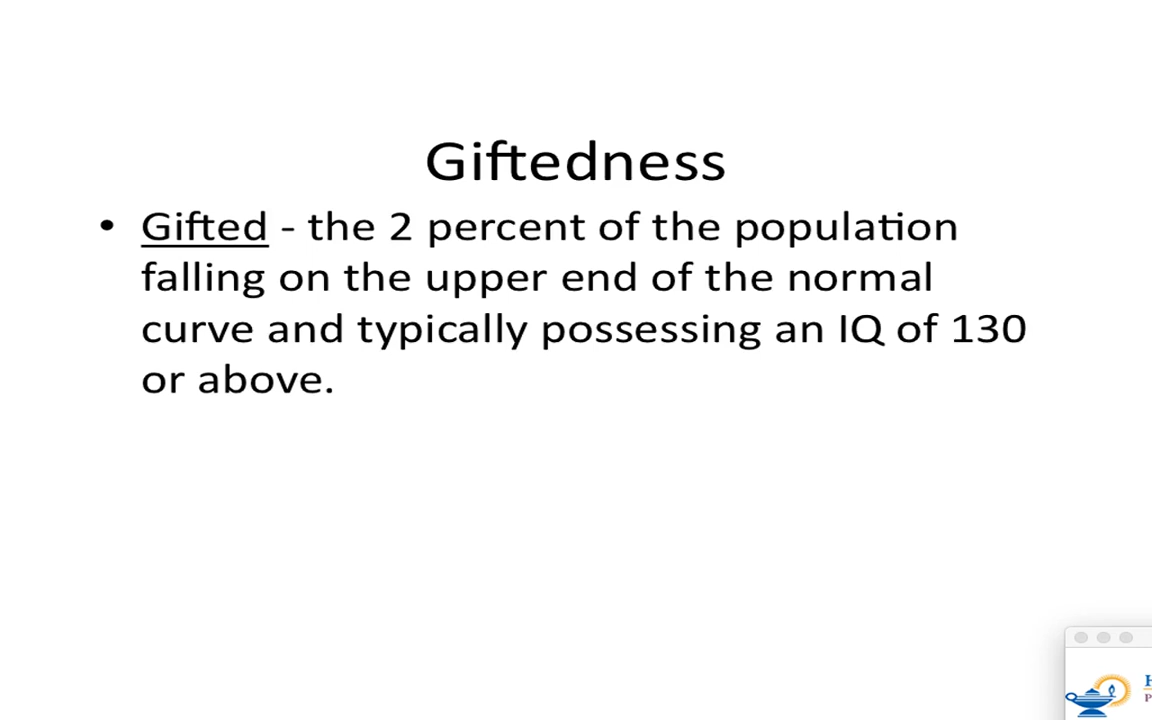 Giftedness
• Gifted - the 2 percent of the population
falling on the upper end of the normal
curve and typically possessing an IQ of 130
or above.
H
P